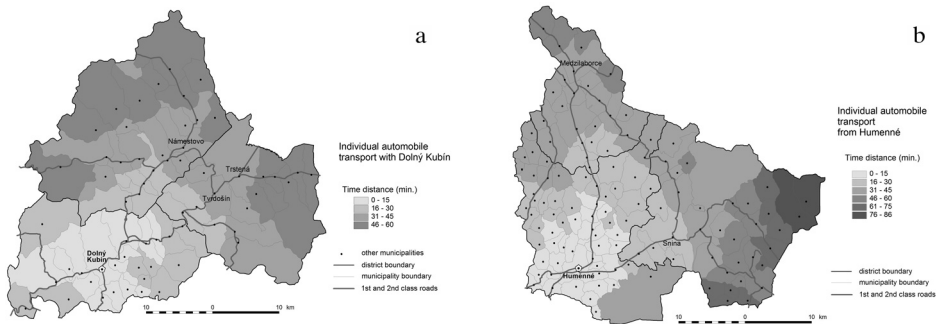 a
Námestovo
Trstená
Tvrdošín
Dolný
Kubín
Individual automobile
transport with Dolný Kubín
Time distance (min.)
0 - 15
16 - 30
31 - 45
46 - 60
other municipalities
district boundary
municipality boundary
1st and 2nd class roads
10 0 10 km
b
Medzilaborce
Snina
Humenné
Individual automobile
transport
from Humenné
Time distance (min.)
0 - 15
16 - 30
31 - 45
46 - 60
61 - 75
76 - 86
district boundary
municipality boundary
1st and 2nd class roads
10 0 10 km